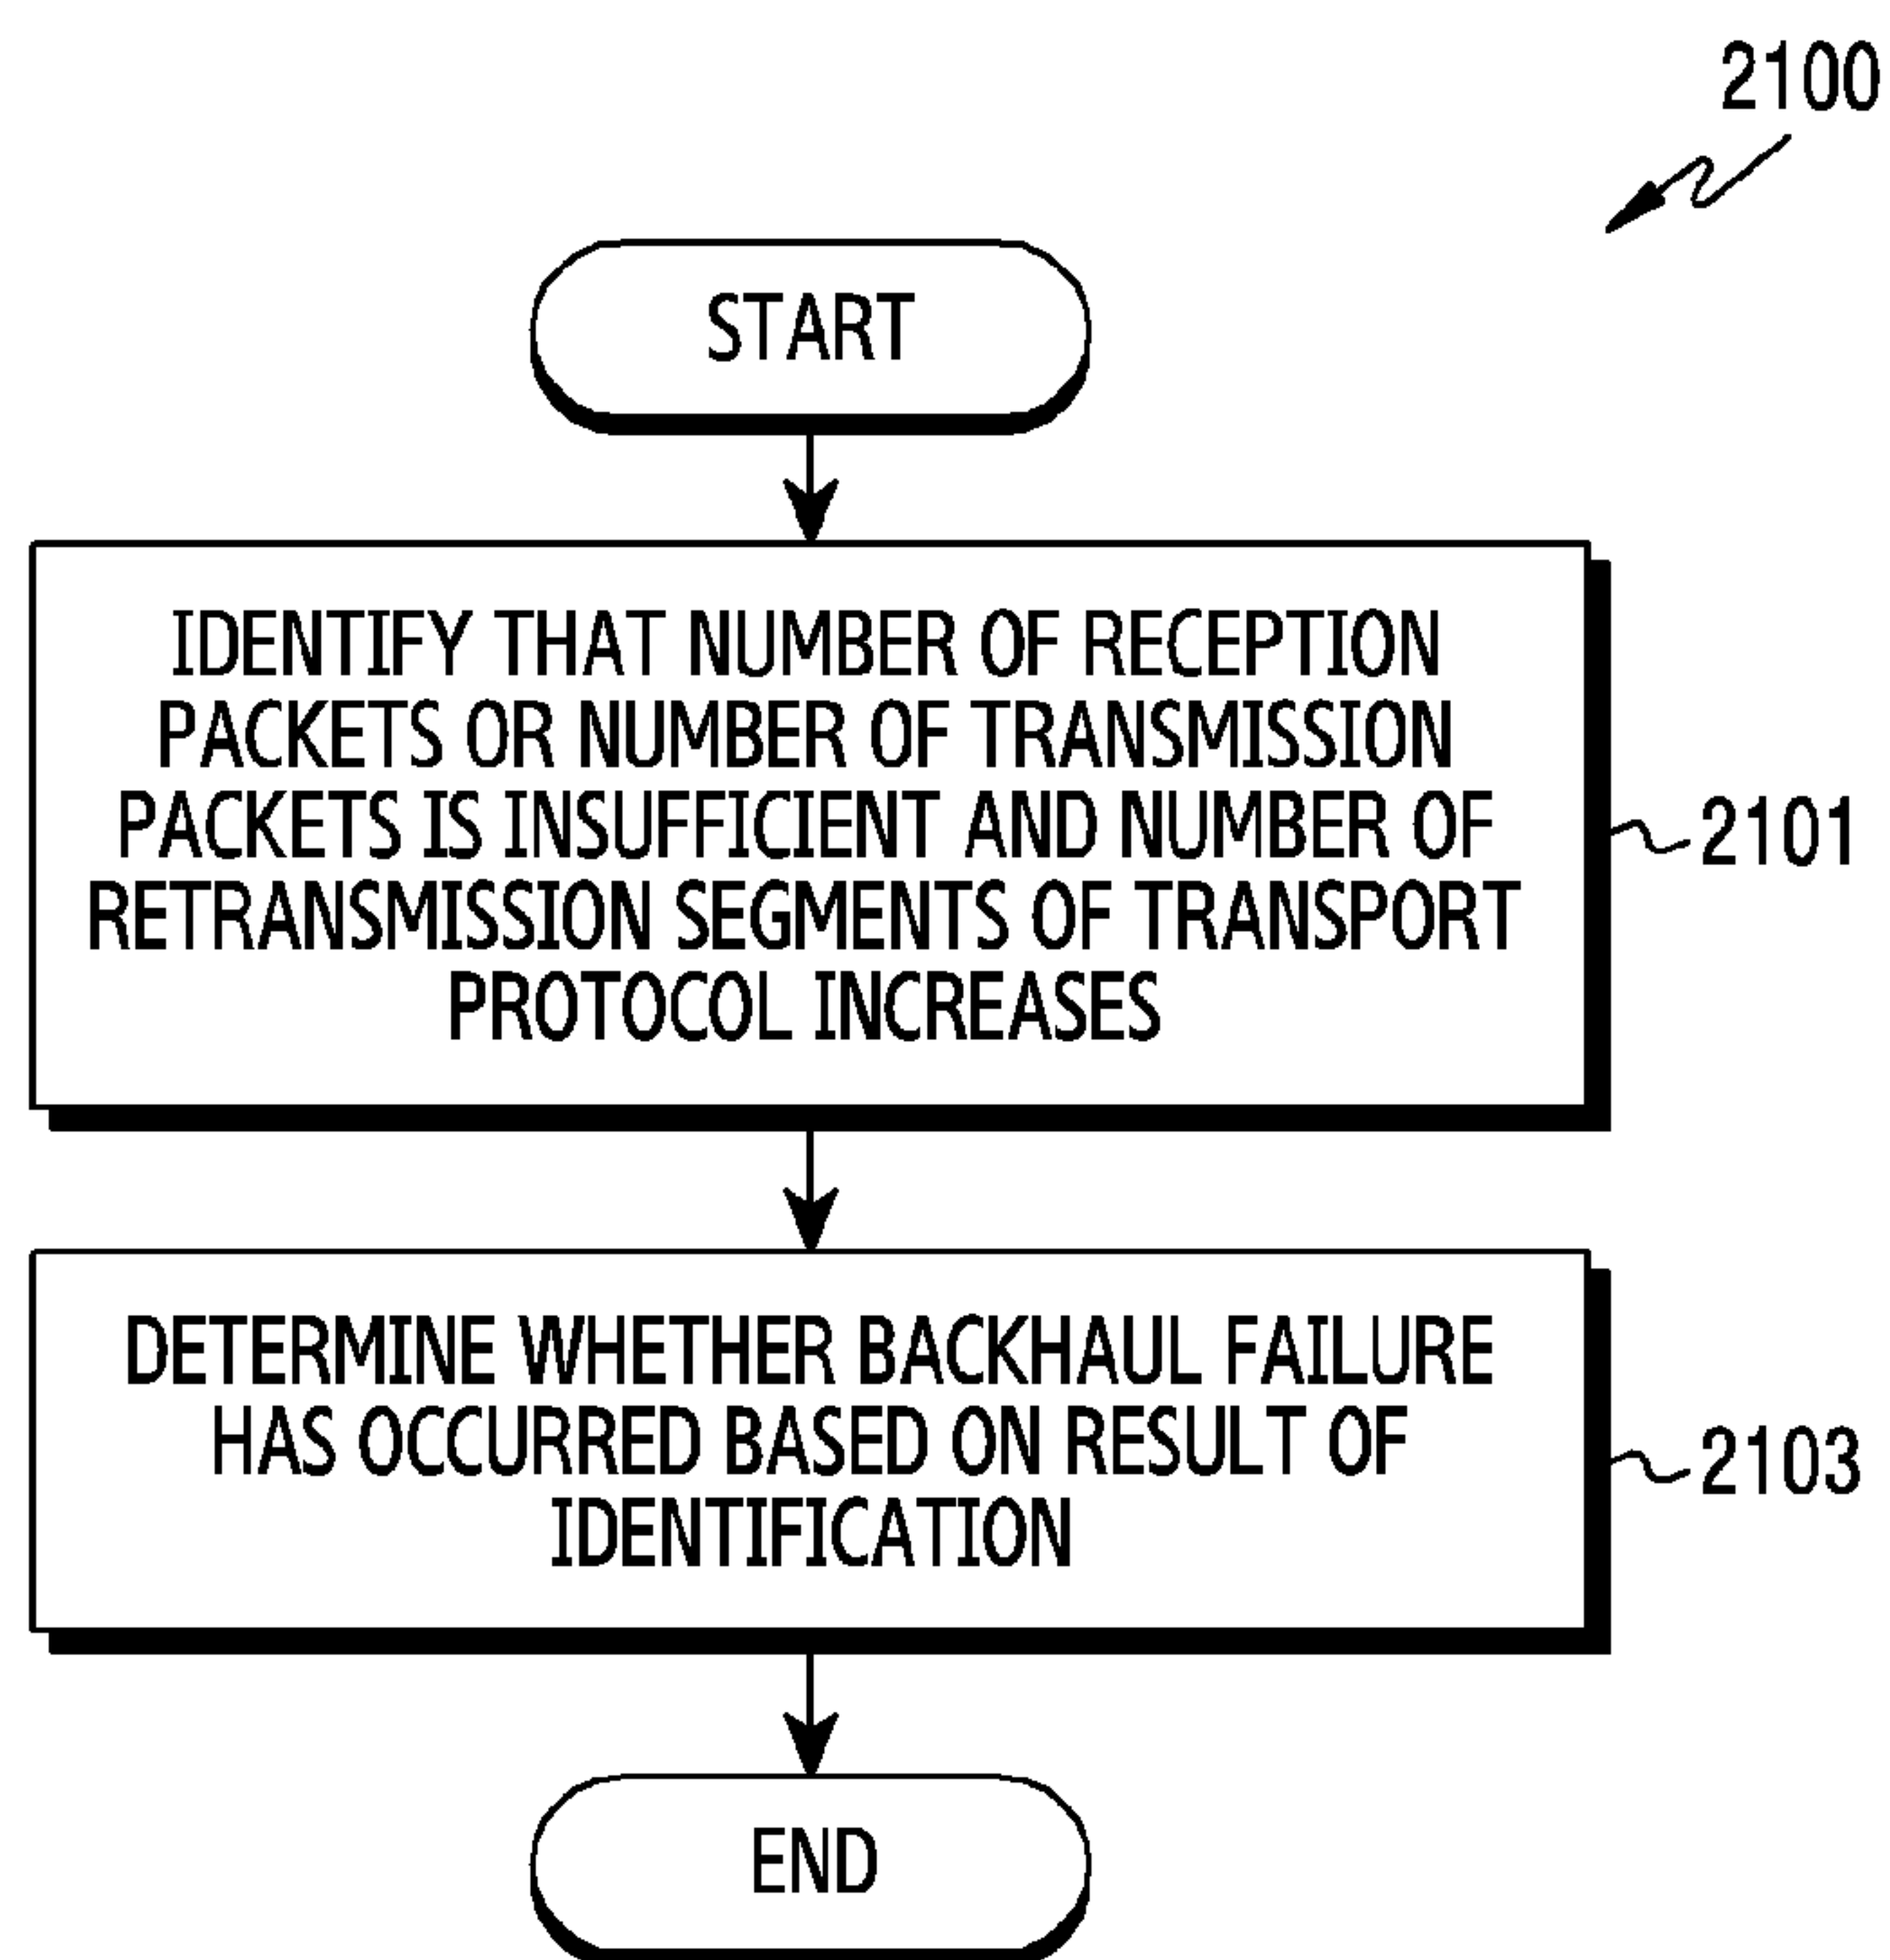 2100
START
IDENTIFY THAT NUMBER OF RECEPTION
PACKETS OR NUMBER OF TRANSMISSION
PACKETS IS INSUFFICIENT AND NUMBER OF
RETRANSMISSION SEGMENTS OF TRANSPORT
PROTOCOL INCREASES
2101
DETERMINE WHETHER BACKHAUL FAILURE
HAS OCCURRED BASED ON RESULT OF
IDENTIFICATION
2103
END